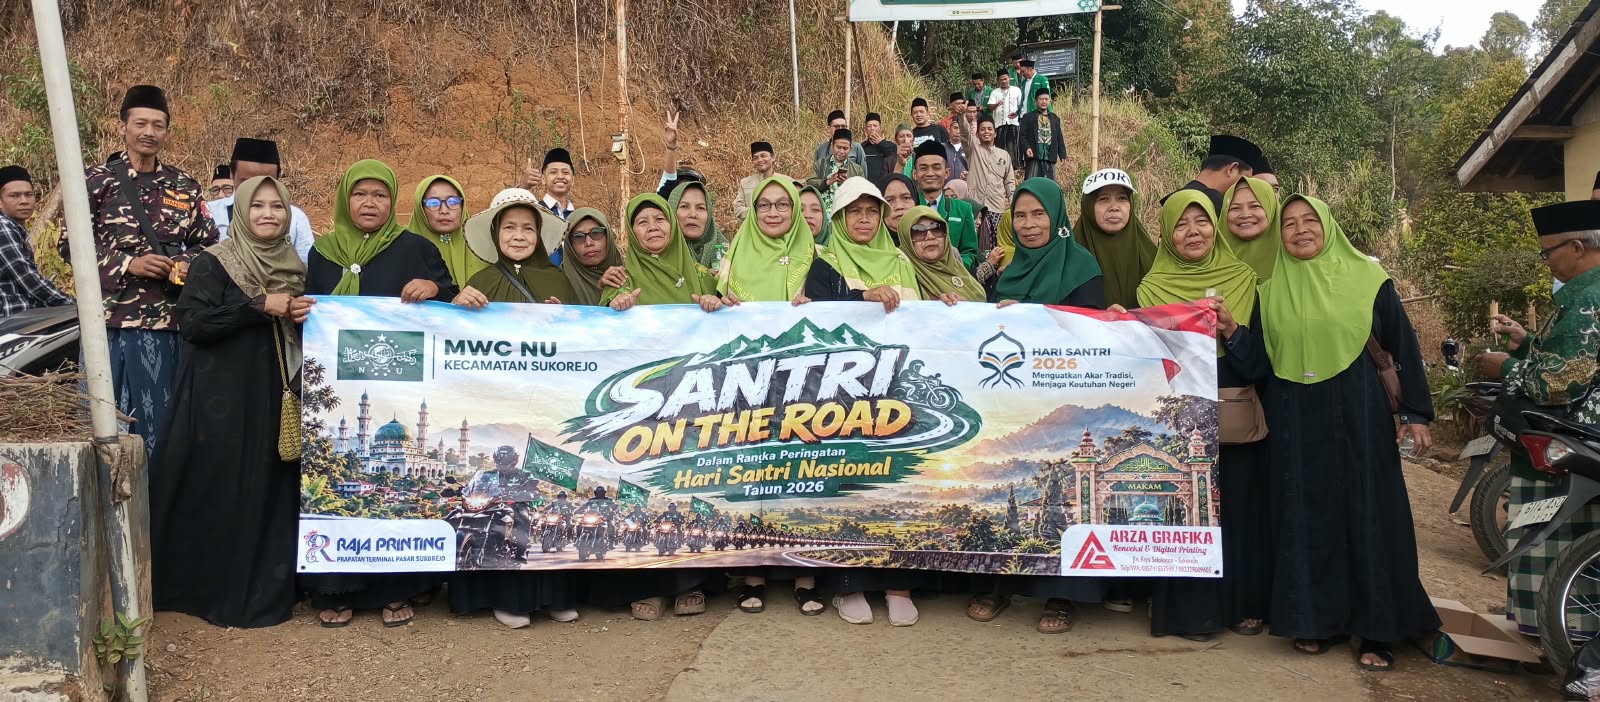 SPORT
N U
MWC NU
KECAMATAN SUKOREJO
SANTRI
ON THE ROAD
Dalam Rangka Peringatan
Hari Santri Nasional
Tahun 2026
HARI SANTRI
2026
Menguatkan Akar Tradisi,
Menjaga Keutuhan Negeri
MAKAM
RAJA PRINTING
PRAPATAN TERMINAL PASAR SUKOREJO
ARZA GRAFIKA
Konveksi & Digital Printing